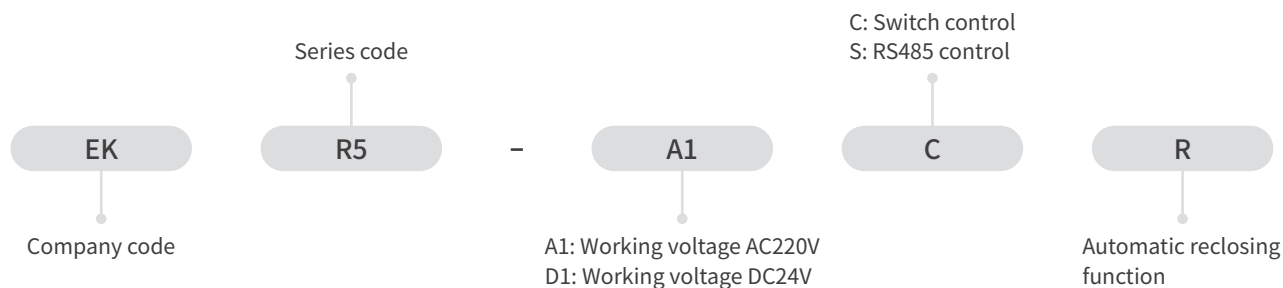 C: Switch control
Series code
S: RS485 control
EK R5 - A1 C R
Company code
A1: Working voltage AC220V
D1: Working voltage DC24V
Automatic reclosing
function